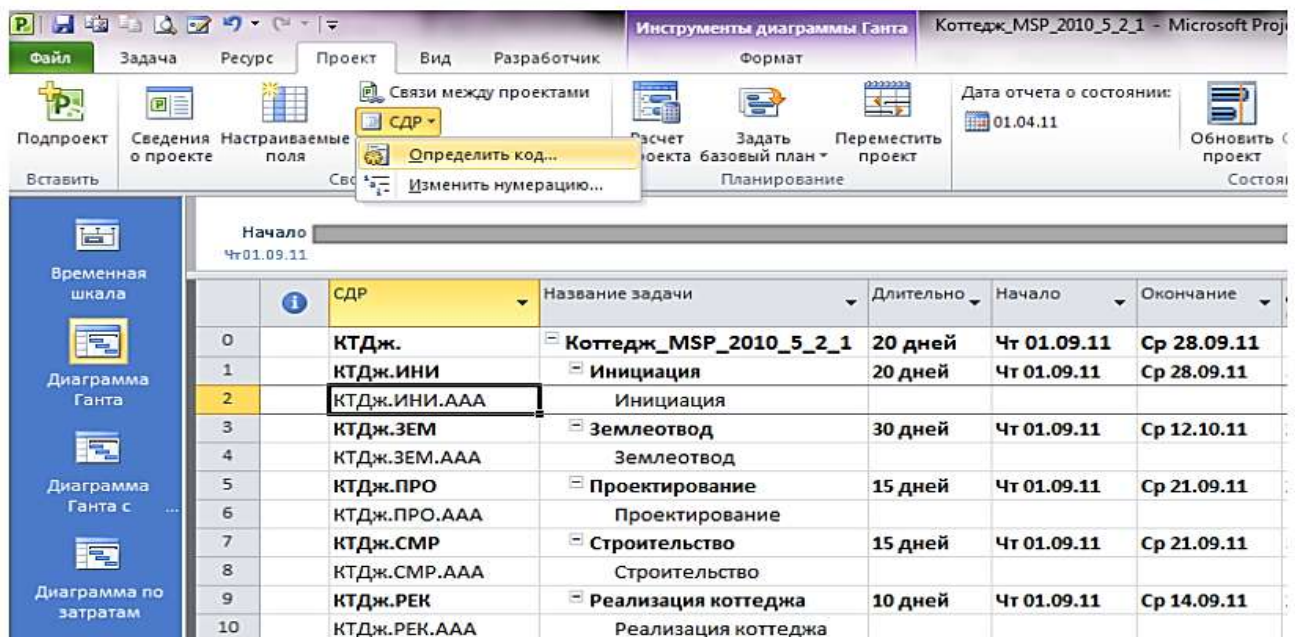 Инструменты диаграммы Ганта Коттедж_MSP_2010_5_2_1 - Microsoft Proj
Файл Задача Ресурс Проект Вид Разработчик Формат
Связи между проектами
СДР
Определить код...
Изменить нумерацию...
Подпроект
Сведения о проекте
Настраиваемые поля
Расчет
Задать базовый план
Переместить проект
Дата отчета о состоянии:
01.04.11
Обновить проект
Вставить
Планирование
Начало
Чт01.09.11
Временная шкала
Диаграмма Ганта
Диаграмма Ганта с ...
Диаграмма по затратам
СДР Название задачи Длительно Начало Окончание
0 КТДж. Коттедж_MSP_2010_5_2_1 20 дней Чт 01.09.11 Ср 28.09.11
1 КТДж.ИНИ Инициация 20 дней Чт 01.09.11 Ср 28.09.11
2 КТДж.ИНИ.ААА Инициация
3 КТДж.ЗЕМ Землеотвод 30 дней Чт 01.09.11 Ср 12.10.11
4 КТДж.ЗЕМ.ААА Землеотвод
5 КТДж.ПРО Проектирование 15 дней Чт 01.09.11 Ср 21.09.11
6 КТДж.ПРО.ААА Проектирование
7 КТДж.СМР Строительство 15 дней Чт 01.09.11 Ср 21.09.11
8 КТДж.СМР.ААА Строительство
9 КТДж.РЕК Реализация коттеджа 10 дней Чт 01.09.11 Ср 14.09.11
10 КТДж.РЕК.ААА Реализация коттеджа